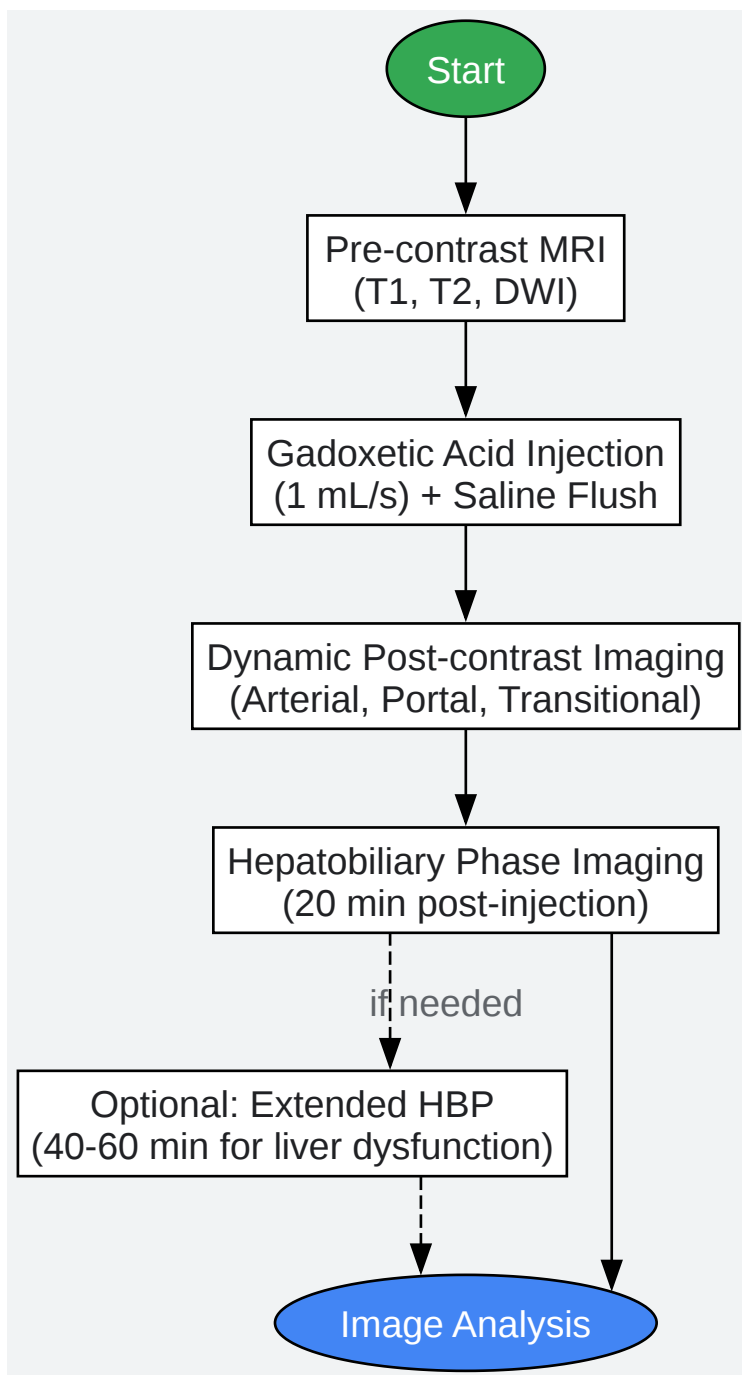 Start
Pre-contrast MRI
(T1, T2, DWI)
Gadoxetic Acid Injection
(1 mL/s) + Saline Flush
Dynamic Post-contrast Imaging
(Arterial, Portal, Transitional)
Hepatobiliary Phase Imaging
(20 min post-injection)
if needed
Optional: Extended HBP
(40-60 min for liver dysfunction)
Image Analysis